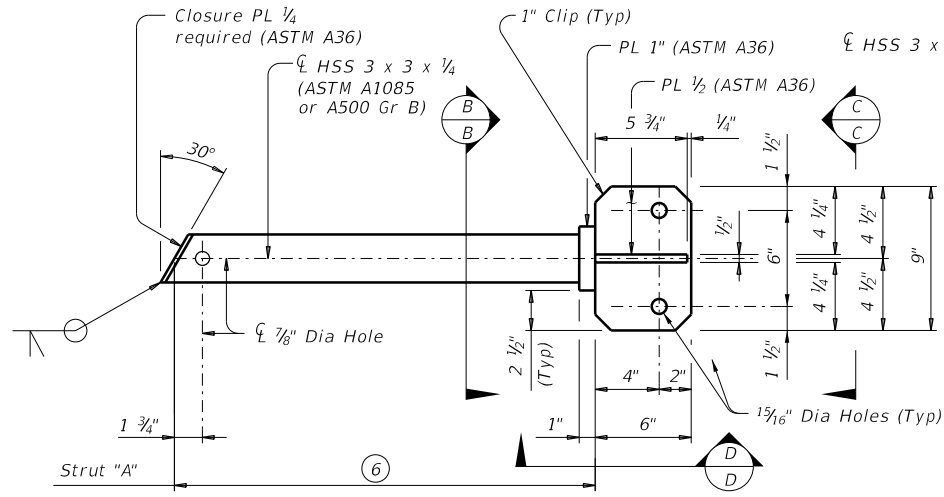 Closure PL ¼
required (ASTM A36)
℄ HSS 3 x 3 x ¼
(ASTM A1085
or A500 Gr B)
1" Clip (Typ)
PL 1" (ASTM A36)
℄ HSS 3 x
PL ½ (ASTM A36)
B
B
5 ¾"
¼"
C
C
30°
1 ½"
½"
6"
4 ¼"
4 ½"
9"
4 ¼"
4 ½"
℄ ⅞" Dia Hole
2 ½"
(Typ)
1 ½"
4"
2"
15/16" Dia Holes (Typ)
1 ¾"
1"
6"
Strut "A"
6
D
D